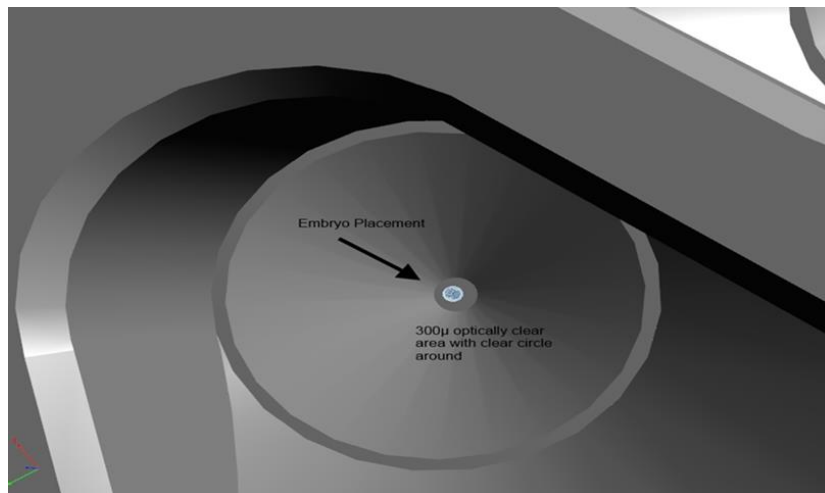 Embryo Placement
300µ optically clear
area with clear circle
around